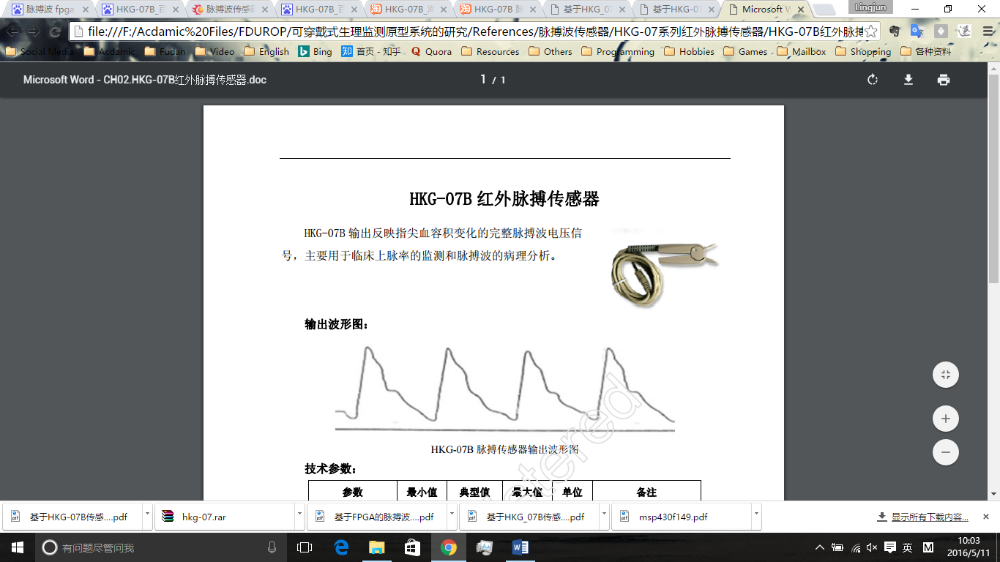 脉搏波 fpga
HKG-07B_百
脉搏波传感
HKG-07B_百
HKG-07B_淘
HKG-07B 脉
基于HKG_07
基于HKG-07
Microsoft W
Lingjun
file:///F:/Acdamic%20Files/FDUROP/可穿戴式生理监测原型系统的研究/References/脉搏波传感器/HKG-07系列红外脉搏传感器/HKG-07B红外脉搏
Social Media
Acdamic
Fudan
Video
English
Bing
首页 - 知乎
Quora
Resources
Others
Programming
Hobbies
Games
Mailbox
Shopping
各种资料
Microsoft Word - CH02.HKG-07B红外脉搏传感器.doc
1 / 1
HKG-07B 红外脉搏传感器
HKG-07B 输出反映指尖血容积变化的完整脉搏波电压信
号，主要用于临床上脉率的监测和脉搏波的病理分析。
输出波形图：
HKG-07B 脉搏传感器输出波形图
技术参数：
参数 最小值 典型值 最大值 单位 备注
基于HKG-07B传感....pdf
hkg-07.rar
基于FPGA的脉搏波....pdf
基于HKG_07B传感....pdf
msp430f149.pdf
显示所有下载内容...
有问题尽管问我
英
M
10:03
2016/5/11